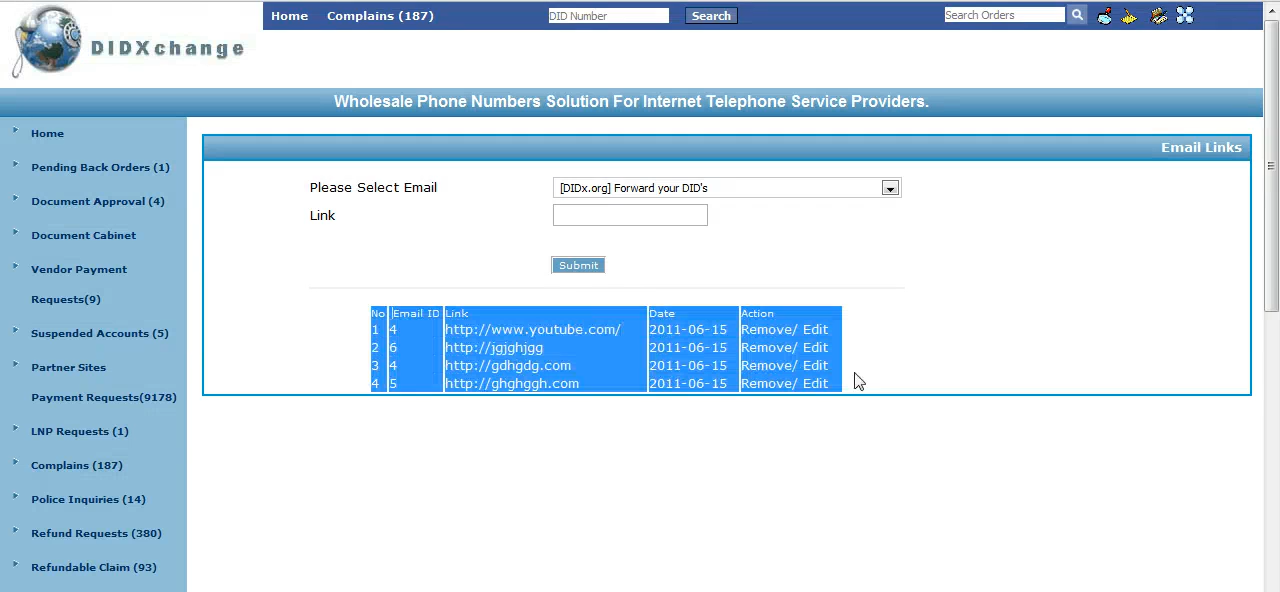 Home Complains (187) DID Number Search Search Orders
DIDXchange
Wholesale Phone Numbers Solution For Internet Telephone Service Providers.
Home
Pending Back Orders (1)
Document Approval (4)
Document Cabinet
Vendor Payment
Requests(9)
Suspended Accounts (5)
Partner Sites
Payment Requests(9178)
LNP Requests (1)
Complains (187)
Police Inquiries (14)
Refund Requests (380)
Refundable Claim (93)
Email Links
Please Select Email [DIDx.org] Forward your DID's
Link
Submit
No Email ID Link Date Action
1 4 http://www.youtube.com/ 2011-06-15 Remove/ Edit
2 6 http://jgjghjgg 2011-06-15 Remove/ Edit
3 4 http://gdhgdg.com 2011-06-15 Remove/ Edit
4 5 http://ghghggh.com 2011-06-15 Remove/ Edit